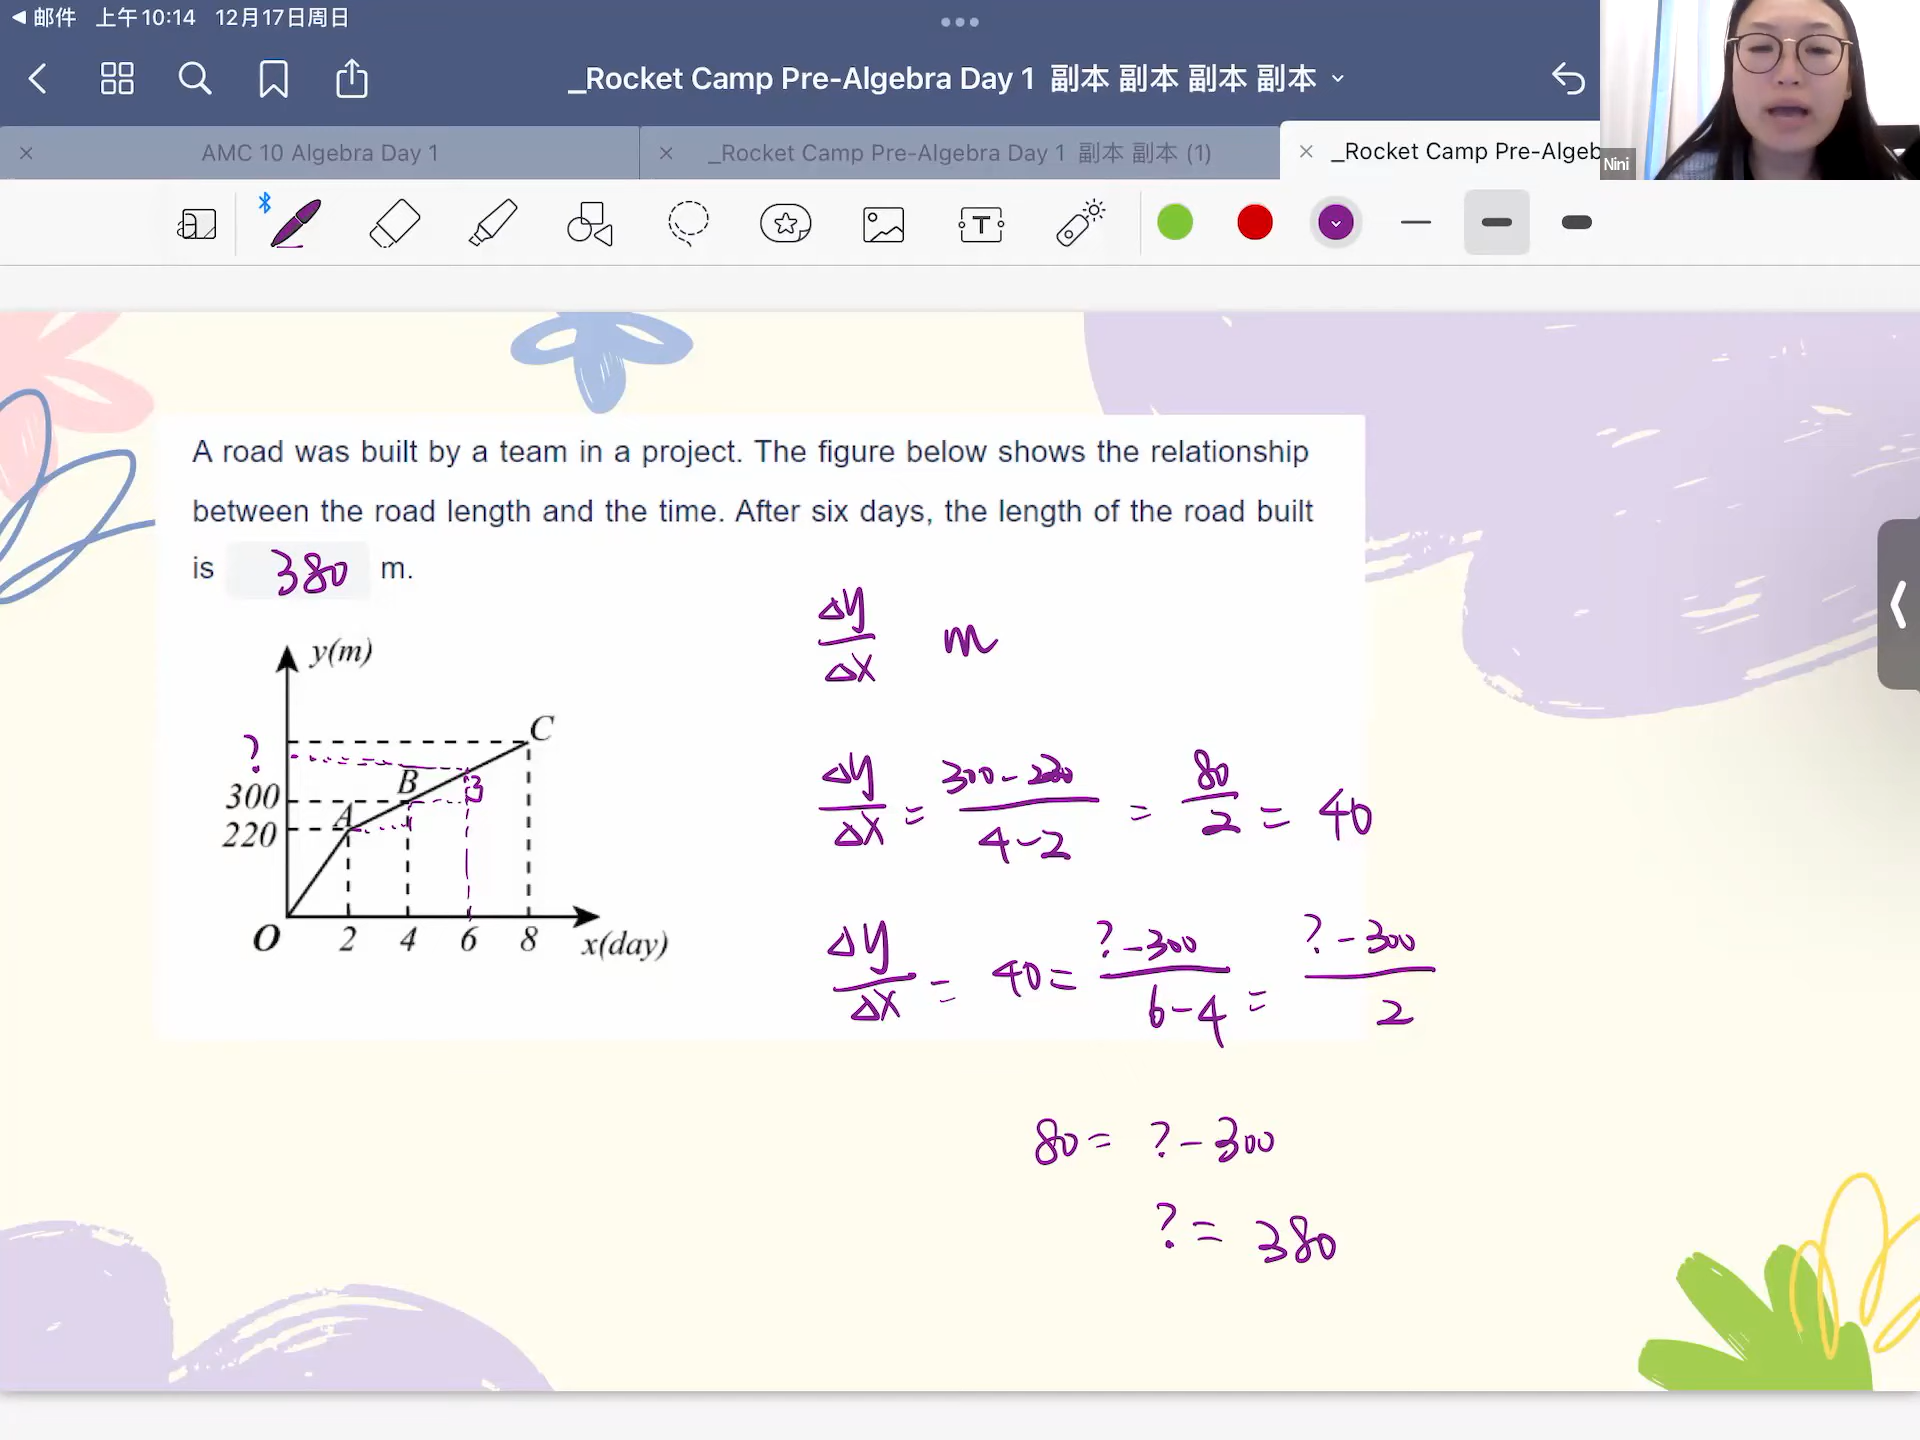 邮件 上午10:14 12月17日周日
_Rocket Camp Pre-Algebra Day 1 副本 副本 副本 副本
AMC 10 Algebra Day 1
_Rocket Camp Pre-Algebra Day 1 副本 副本 (1)
_Rocket Camp Pre-Algeb
Nini
A road was built by a team in a project. The figure below shows the relationship
between the road length and the time. After six days, the length of the road built
is 380 m.
Δy/Δx m
y(m)
C
?
B
300
A
220
O 2 4 6 8 x(day)
Δy/Δx = 300-220/4-2 = 80/2 = 40
Δy/Δx = 40 = ?-300/6-4 = ?-300/2
80 = ?-300
? = 380